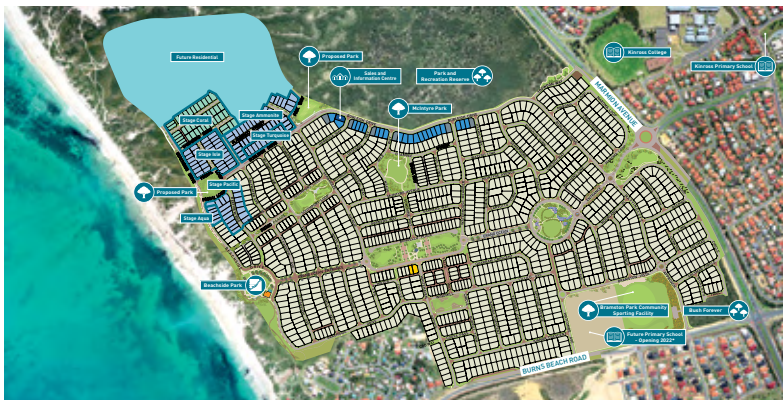 Future Residential
Proposed Park
Sales and
Information Centre
Park and
Recreation Reserve
McIntyre Park
Kinross College
Kinross Primary School
MARMION AVENUE
Stage Coral
Stage Ammonite
Stage Turquoise
Stage Iris
Stage Pacific
Proposed Park
Stage Aqua
Beachside Park
Bramston Park Community
Sporting Facility
Bush Forever
Future Primary School
- Opening 2022*
BURNS BEACH ROAD